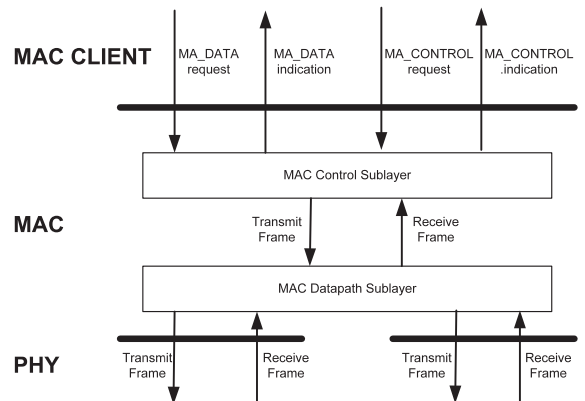 MAC CLIENT
MA_DATA
request
MA_DATA
indication
MA_CONTROL
request
MA_CONTROL
.indication
MAC Control Sublayer
MAC
Transmit
Frame
Receive
Frame
MAC Datapath Sublayer
PHY
Transmit
Frame
Receive
Frame
Transmit
Frame
Receive
Frame